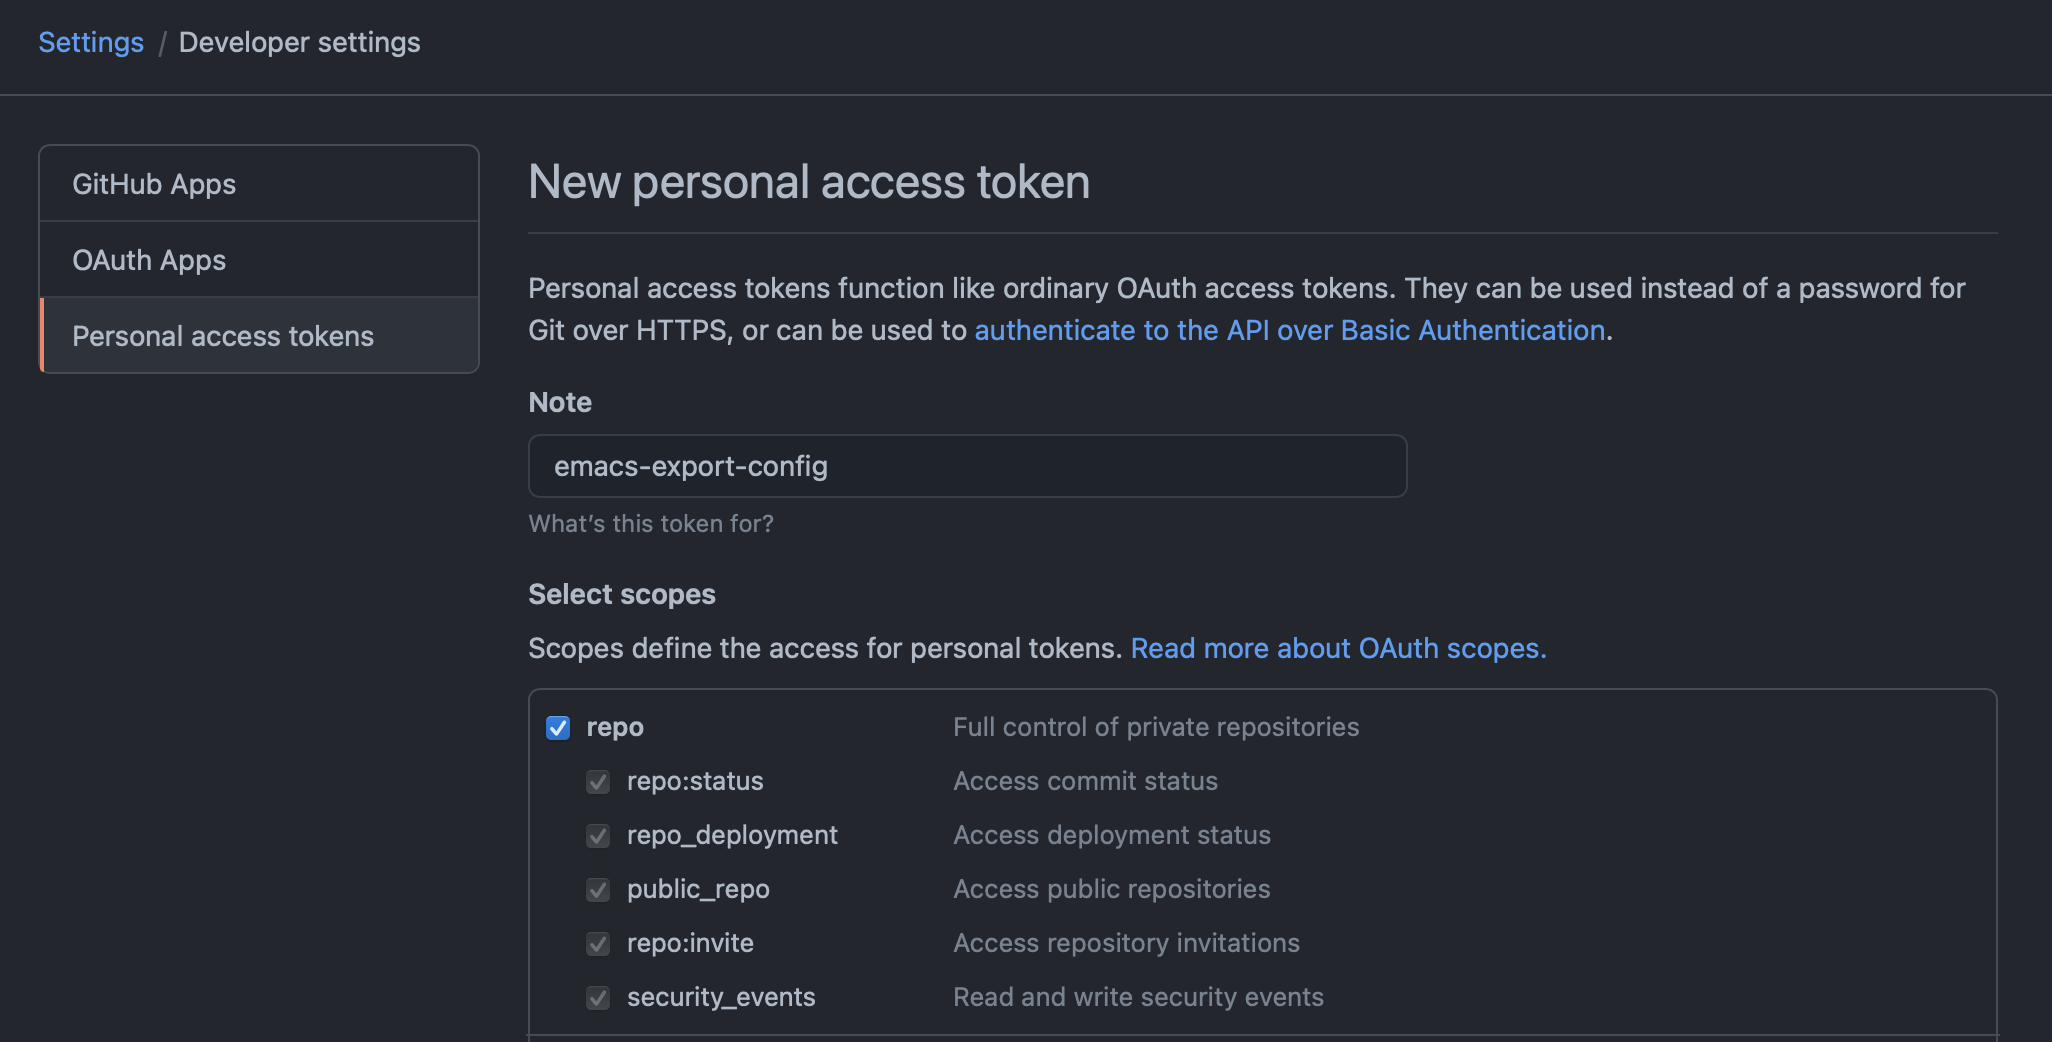 Settings / Developer settings
GitHub Apps
OAuth Apps
Personal access tokens
New personal access token
Personal access tokens function like ordinary OAuth access tokens. They can be used instead of a password for
Git over HTTPS, or can be used to authenticate to the API over Basic Authentication.
Note
emacs-export-config
What's this token for?
Select scopes
Scopes define the access for personal tokens. Read more about OAuth scopes.
repo Full control of private repositories
repo:status Access commit status
repo_deployment Access deployment status
public_repo Access public repositories
repo:invite Access repository invitations
security_events Read and write security events